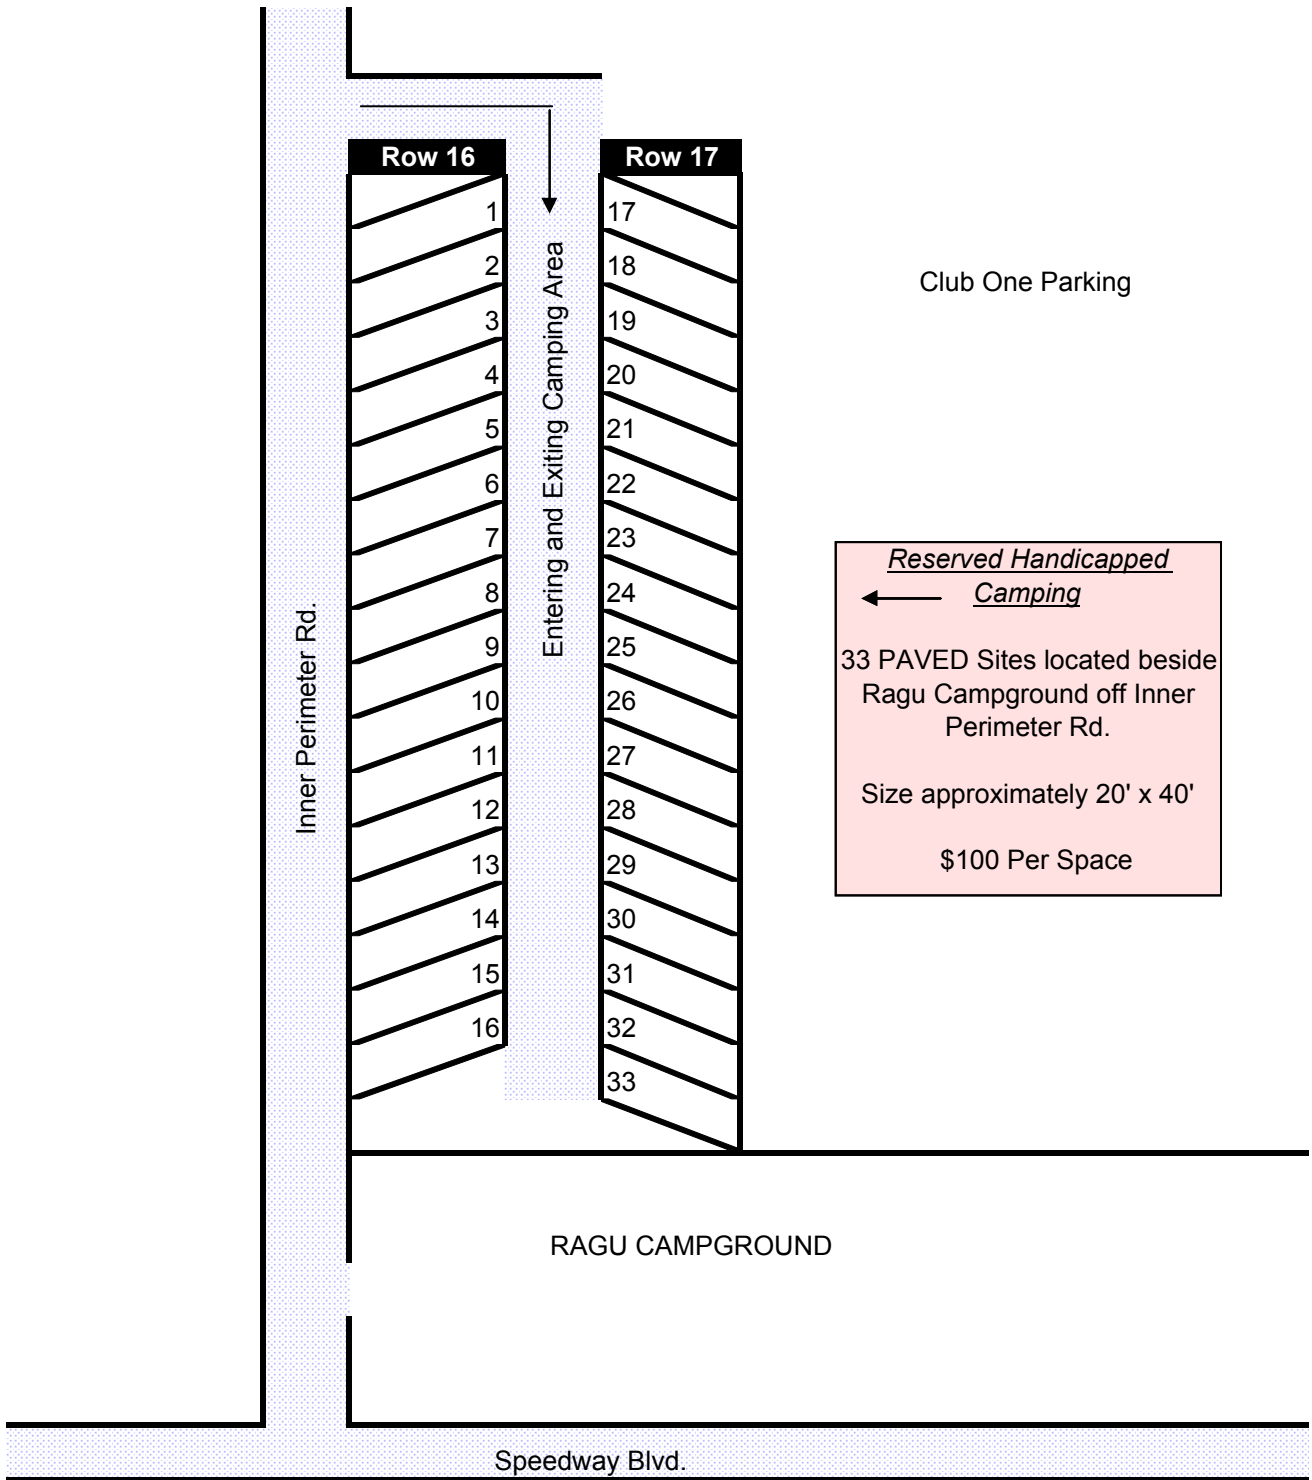 Row 16
Row 17
1
2
3
4
5
6
7
8
9
10
11
12
13
14
15
16
Entering and Exiting Camping Area
17
18
19
20
21
22
23
24
25
26
27
28
29
30
31
32
33
Inner Perimeter Rd.
Club One Parking
Reserved Handicapped
Camping
33 PAVED Sites located beside
Ragu Campground off Inner
Perimeter Rd.
Size approximately 20' x 40'
$100 Per Space
RAGU CAMPGROUND
Speedway Blvd.